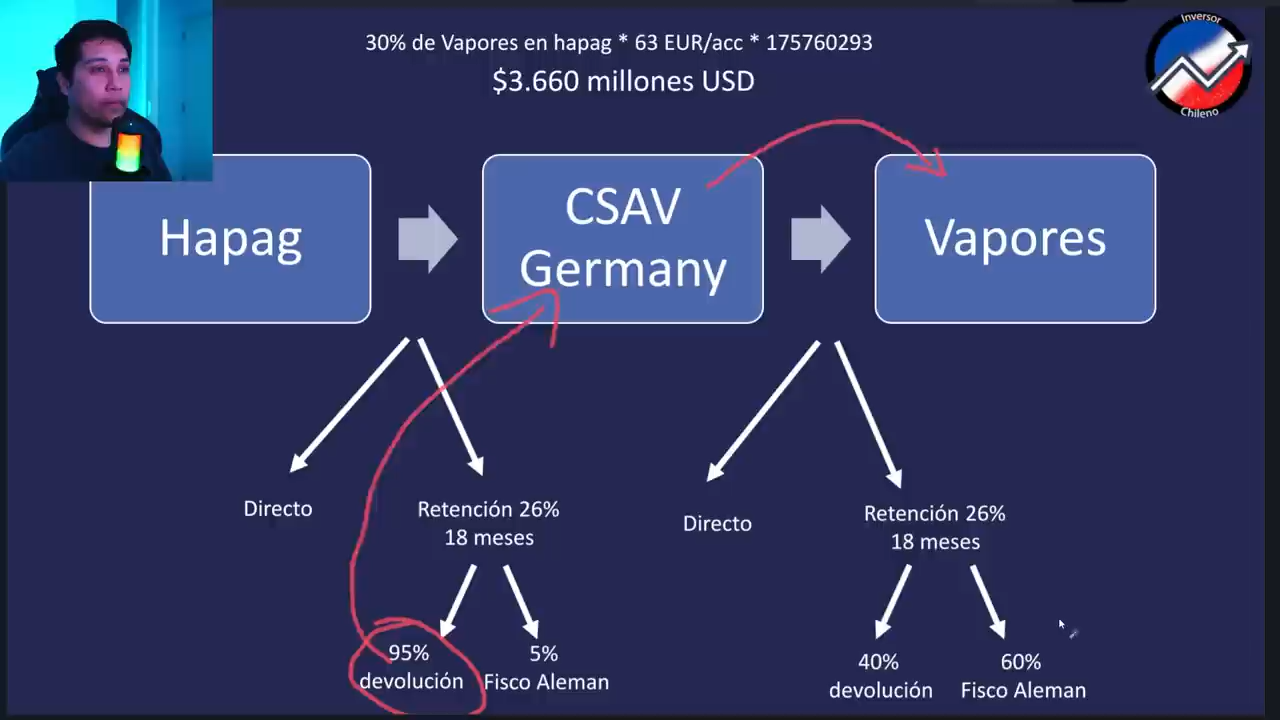 30% de Vapores en hapag * 63 EUR/acc * 175760293
$3.660 millones USD
Inversor
Chileno
Hapag
CSAV
Germany
Vapores
Directo
Retención 26%
18 meses
Directo
Retención 26%
18 meses
95%
devolución
5%
Fisco Aleman
40%
devolución
60%
Fisco Aleman